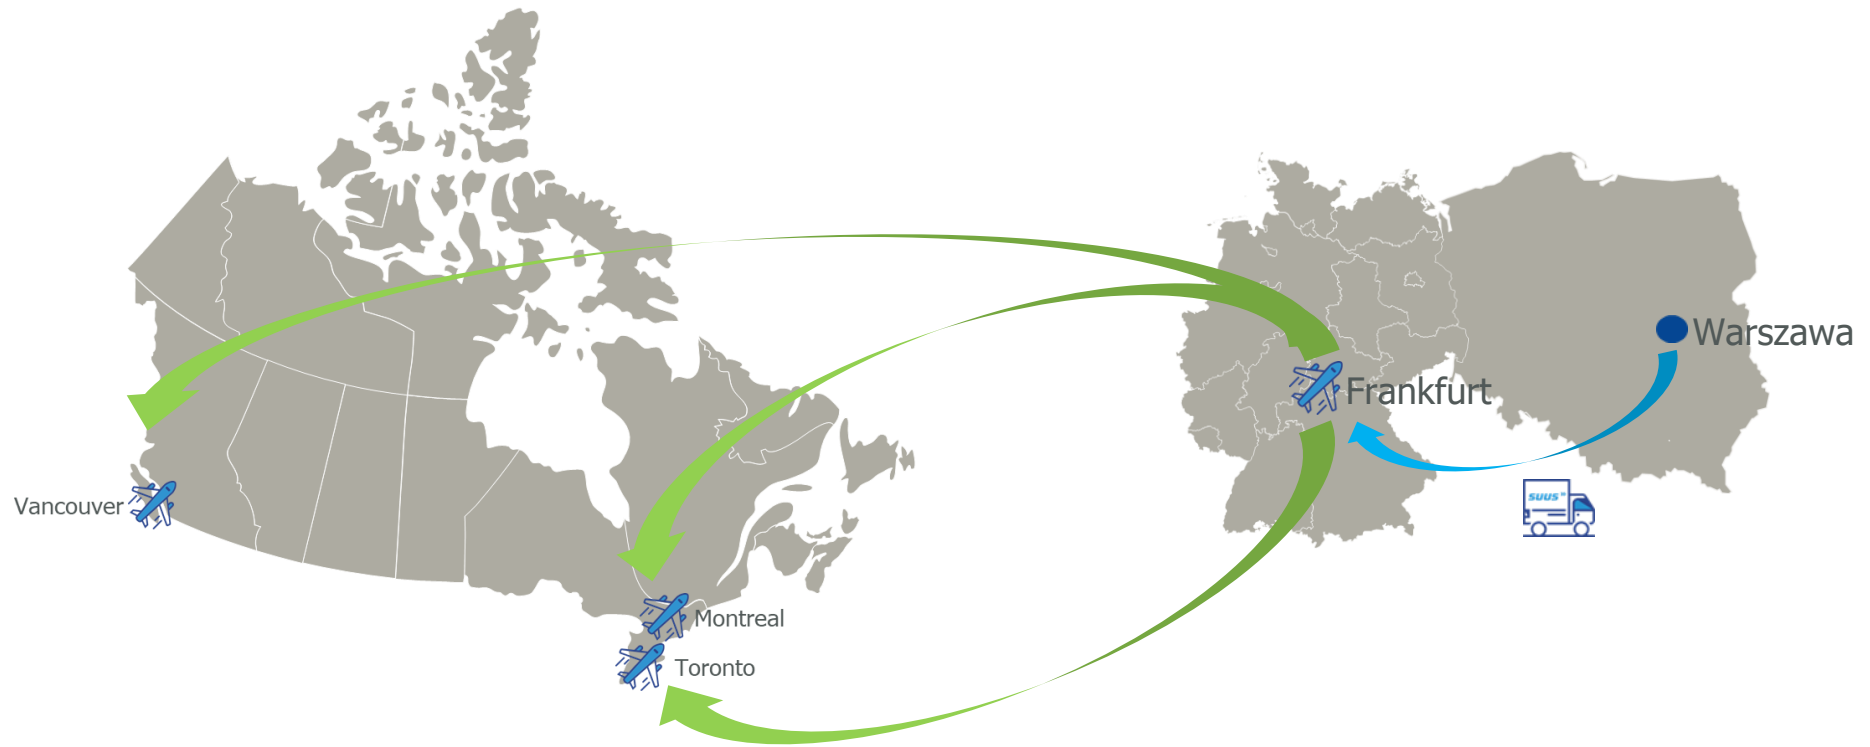 Warszawa
Frankfurt
suus
Vancouver
Montreal
Toronto